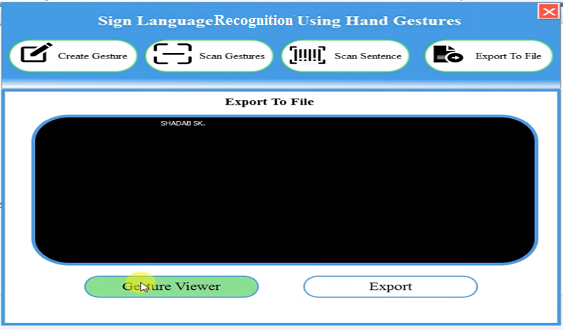 Sign LanguageRecognition Using Hand Gestures
Create Gesture
Scan Gestures
Scan Sentence
Export To File
Export To File
SHADAB SK.
Gesture Viewer
Export